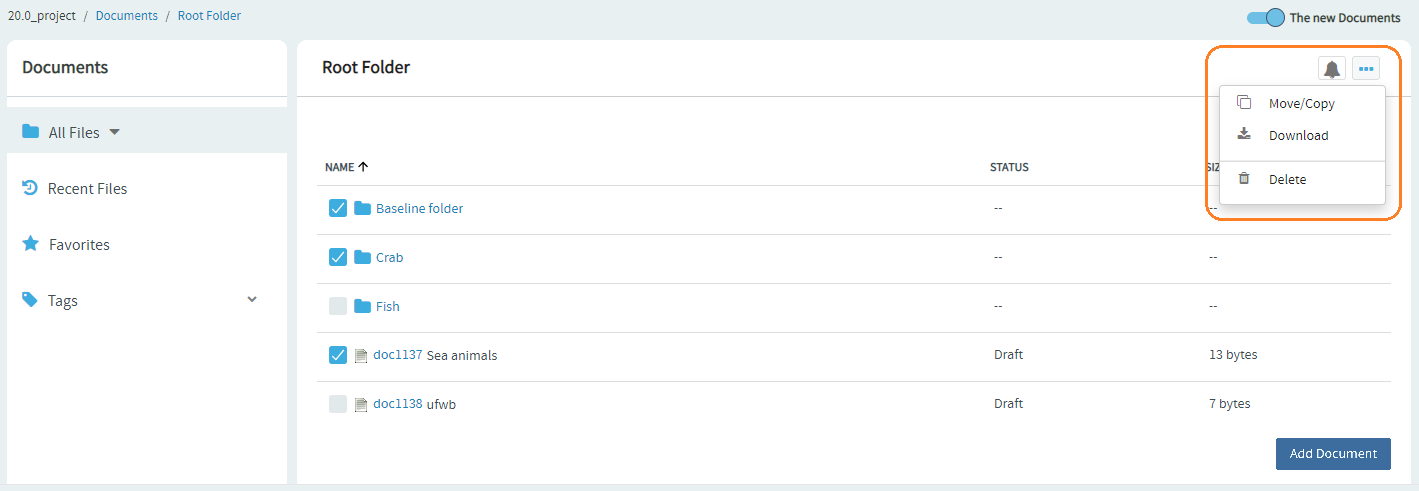 20.0_project / Documents / Root Folder
The new Documents
Documents
Root Folder
All Files
Recent Files
Favorites
Tags
Move/Copy
Download
Delete
NAME STATUS
Baseline folder -- --
Crab -- --
Fish -- --
doc1137 Sea animals Draft 13 bytes
doc1138 ufwb Draft 7 bytes
Add Document